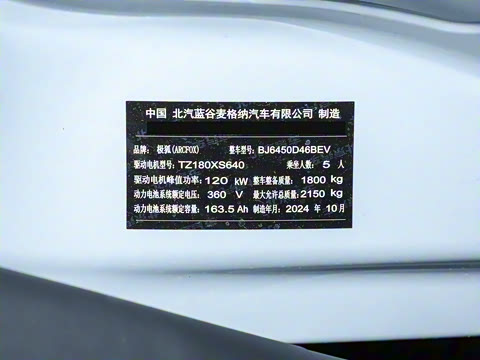 中国 北汽蓝谷麦格纳汽车有限公司 制造
品牌: 极狐(ARCFOX) 整车型号: BJ6450D46BEV
驱动电机型号: TZ180XS640 乘坐人数: 5 人
驱动电机峰值功率: 120 kW 整车整备质量: 1800 kg
动力电池系统额定电压: 360 V 最大允许总质量: 2150 kg
动力电池系统额定容量: 163.5 Ah 制造年月: 2024 年 10 月